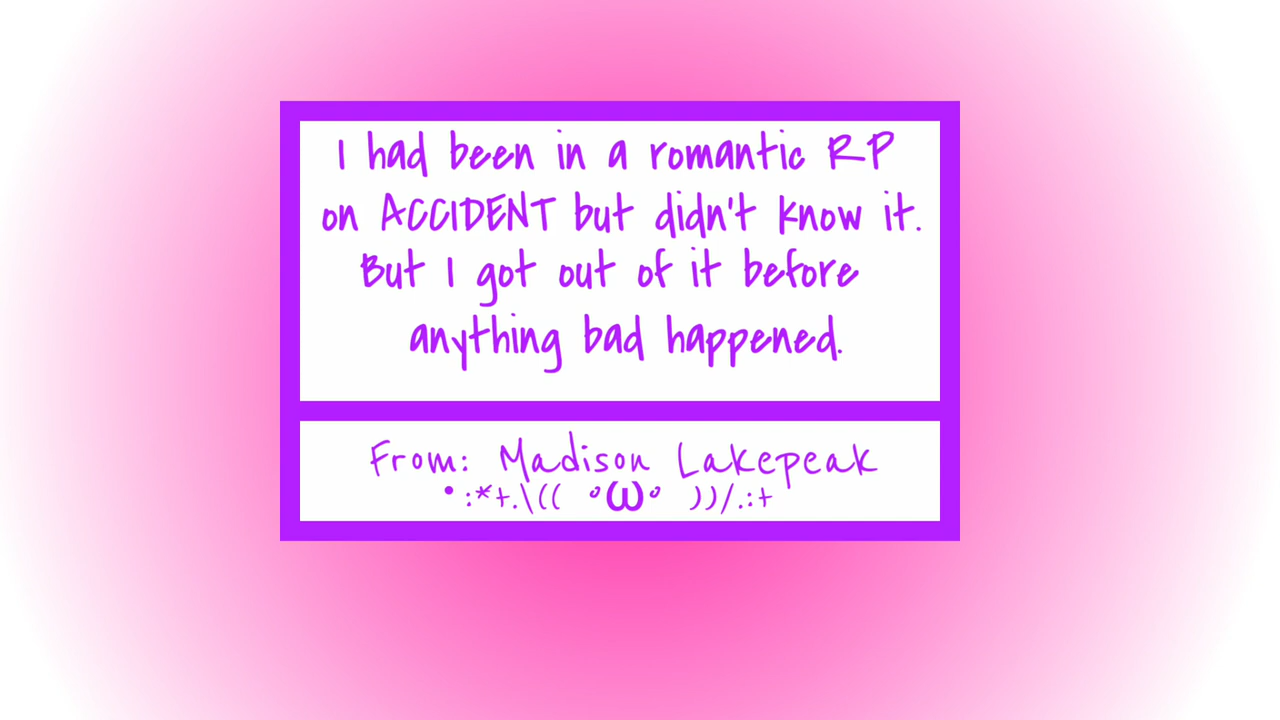 I had been in a romantic RP
on ACCIDENT but didn't know it.
But I got out of it before
anything bad happened.
From: Madison Lakepeak
•:*+.\(( °ω° ))/.:+